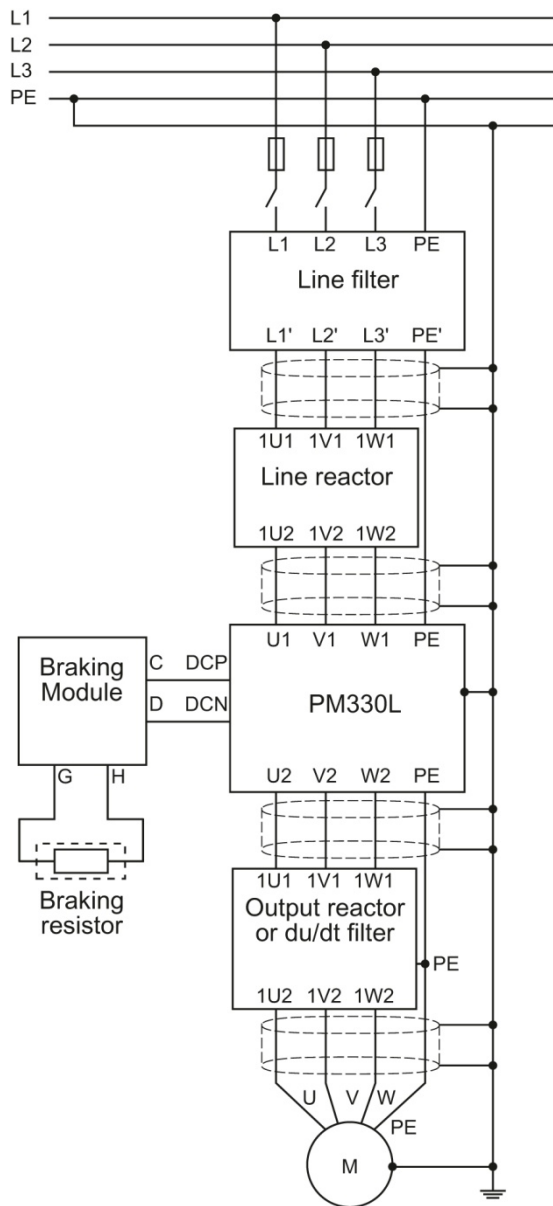 L1
L2
L3
PE
L1 L2 L3 PE
Line filter
L1' L2' L3' PE'
1U1 1V1 1W1
Line reactor
1U2 1V2 1W2
U1 V1 W1 PE
Braking
Module
C DCP
D DCN
PM330L
G H
U2 V2 W2 PE
Braking
resistor
1U1 1V1 1W1
Output reactor
or du/dt filter
PE
1U2 1V2 1W2
U V W
PE
M